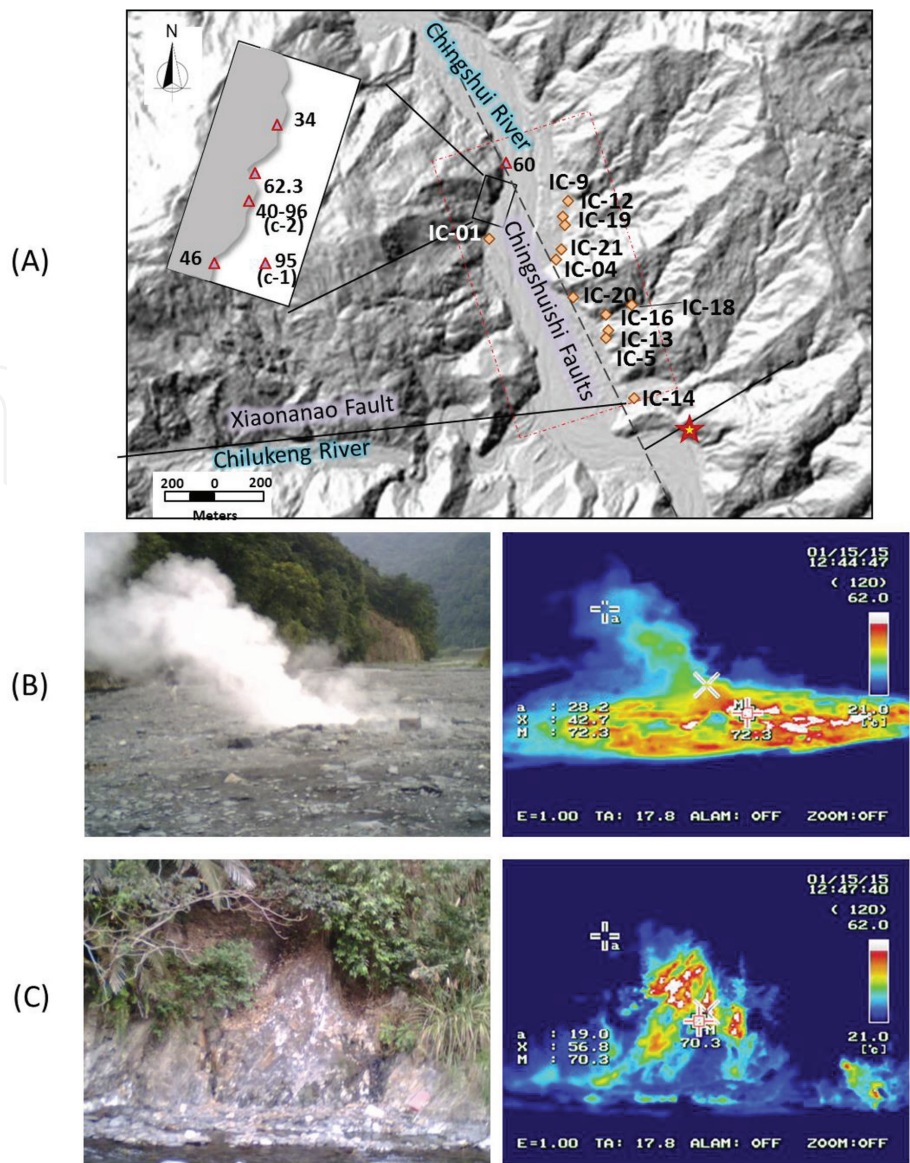 (A)
N
Chingshui River
34
62.3
40-96
(c-2)
46
95
(c-1)
60
IC-9
IC-12
IC-19
IC-01
IC-21
IC-04
IC-20
IC-18
IC-16
IC-13
IC-5
IC-14
Chingshuishi Faults
Xiaonanao Fault
Chilukeng River
200 0 200
Meters
(B)
01/15/15
12:44:47
( 120)
62.0
a
a : 28.2
X : 42.7
M : 72.3
M
72.3
21.0
[℃]
E=1.00 TA: 17.8 ALAM: OFF ZOOM:OFF
(C)
01/15/15
12:47:40
( 120)
62.0
a
a : 19.0
X : 56.8
M : 70.3
M
70.3
21.0
[℃]
E=1.00 TA: 17.8 ALAM: OFF ZOOM:OFF